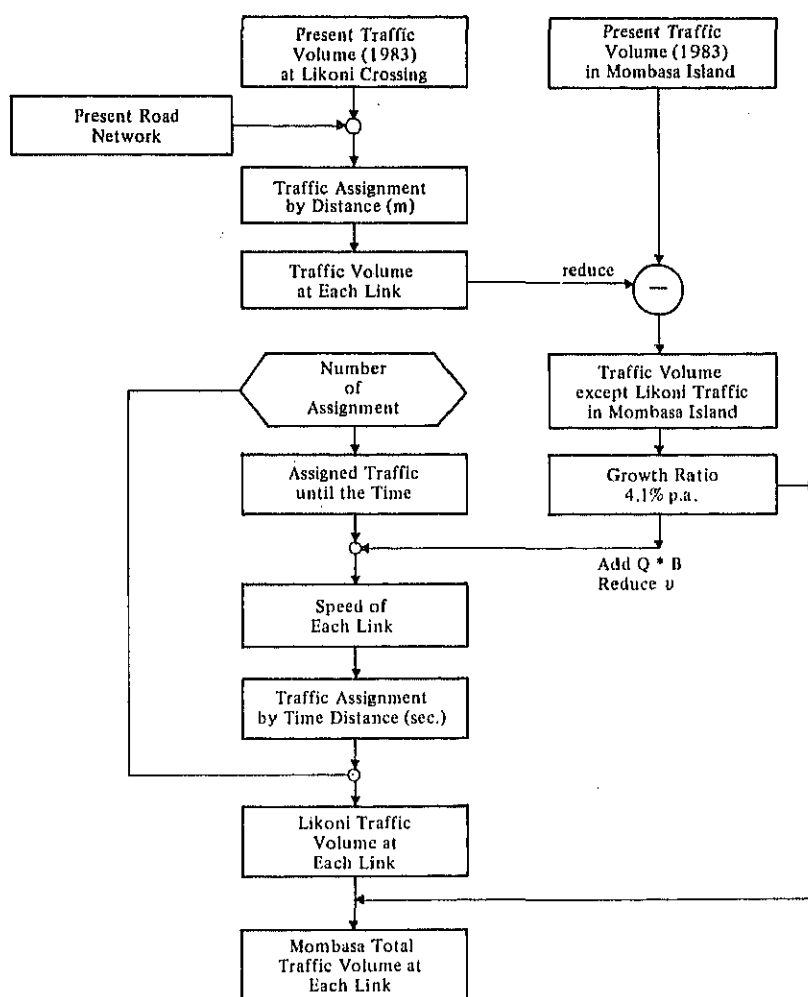 Present Traffic
Volume (1983)
at Likoni Crossing
Present Traffic
Volume (1983)
in Mombasa Island
Present Road
Network
Traffic Assignment
by Distance (m)
Traffic Volume
at Each Link
reduce
—
Number
of
Assignment
Traffic Volume
except Likoni Traffic
in Mombasa Island
Assigned Traffic
until the Time
Growth Ratio
4.1% p.a.
Add Q * B
Reduce υ
Speed of
Each Link
Traffic Assignment
by Time Distance (sec.)
Likoni Traffic
Volume at
Each Link
Mombasa Total
Traffic Volume at
Each Link